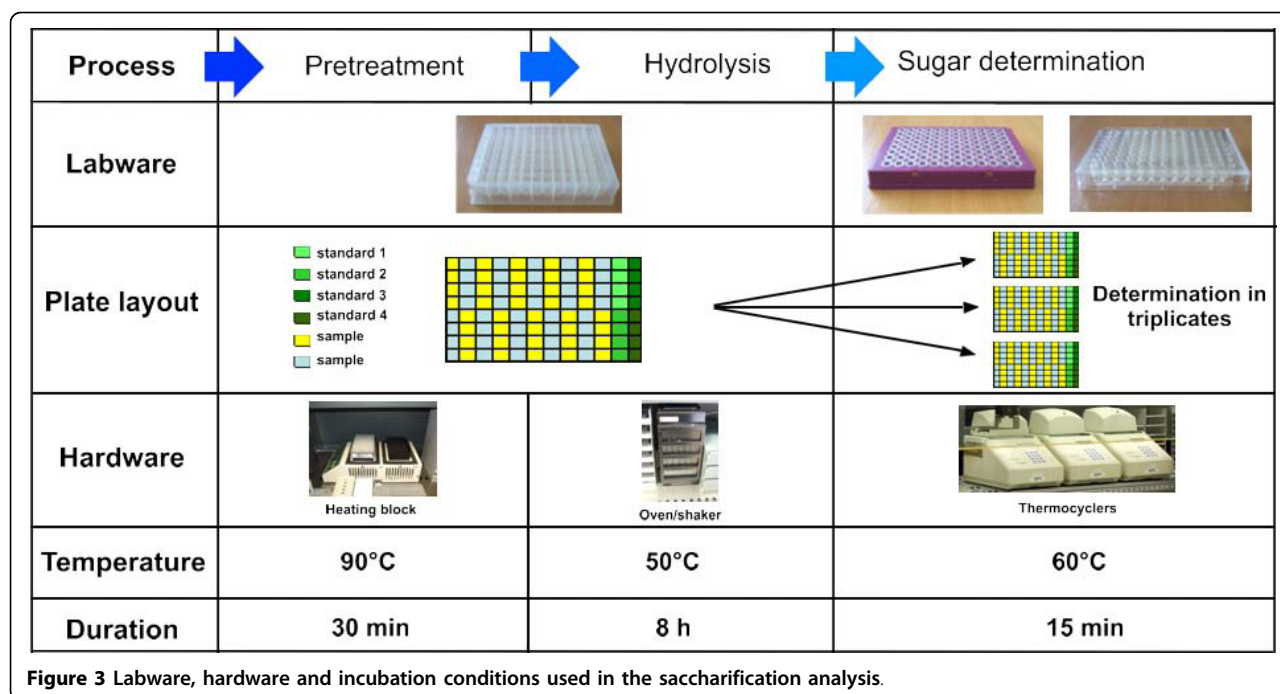 Process Pretreatment Hydrolysis Sugar determination
Labware
Plate layout
standard 1
standard 2
standard 3
standard 4
sample
sample
Determination in
triplicates
Hardware
Heating block
Oven/shaker
Thermocyclers
Temperature 90°C 50°C 60°C
Duration 30 min 8 h 15 min
Figure 3 Labware, hardware and incubation conditions used in the saccharification analysis.